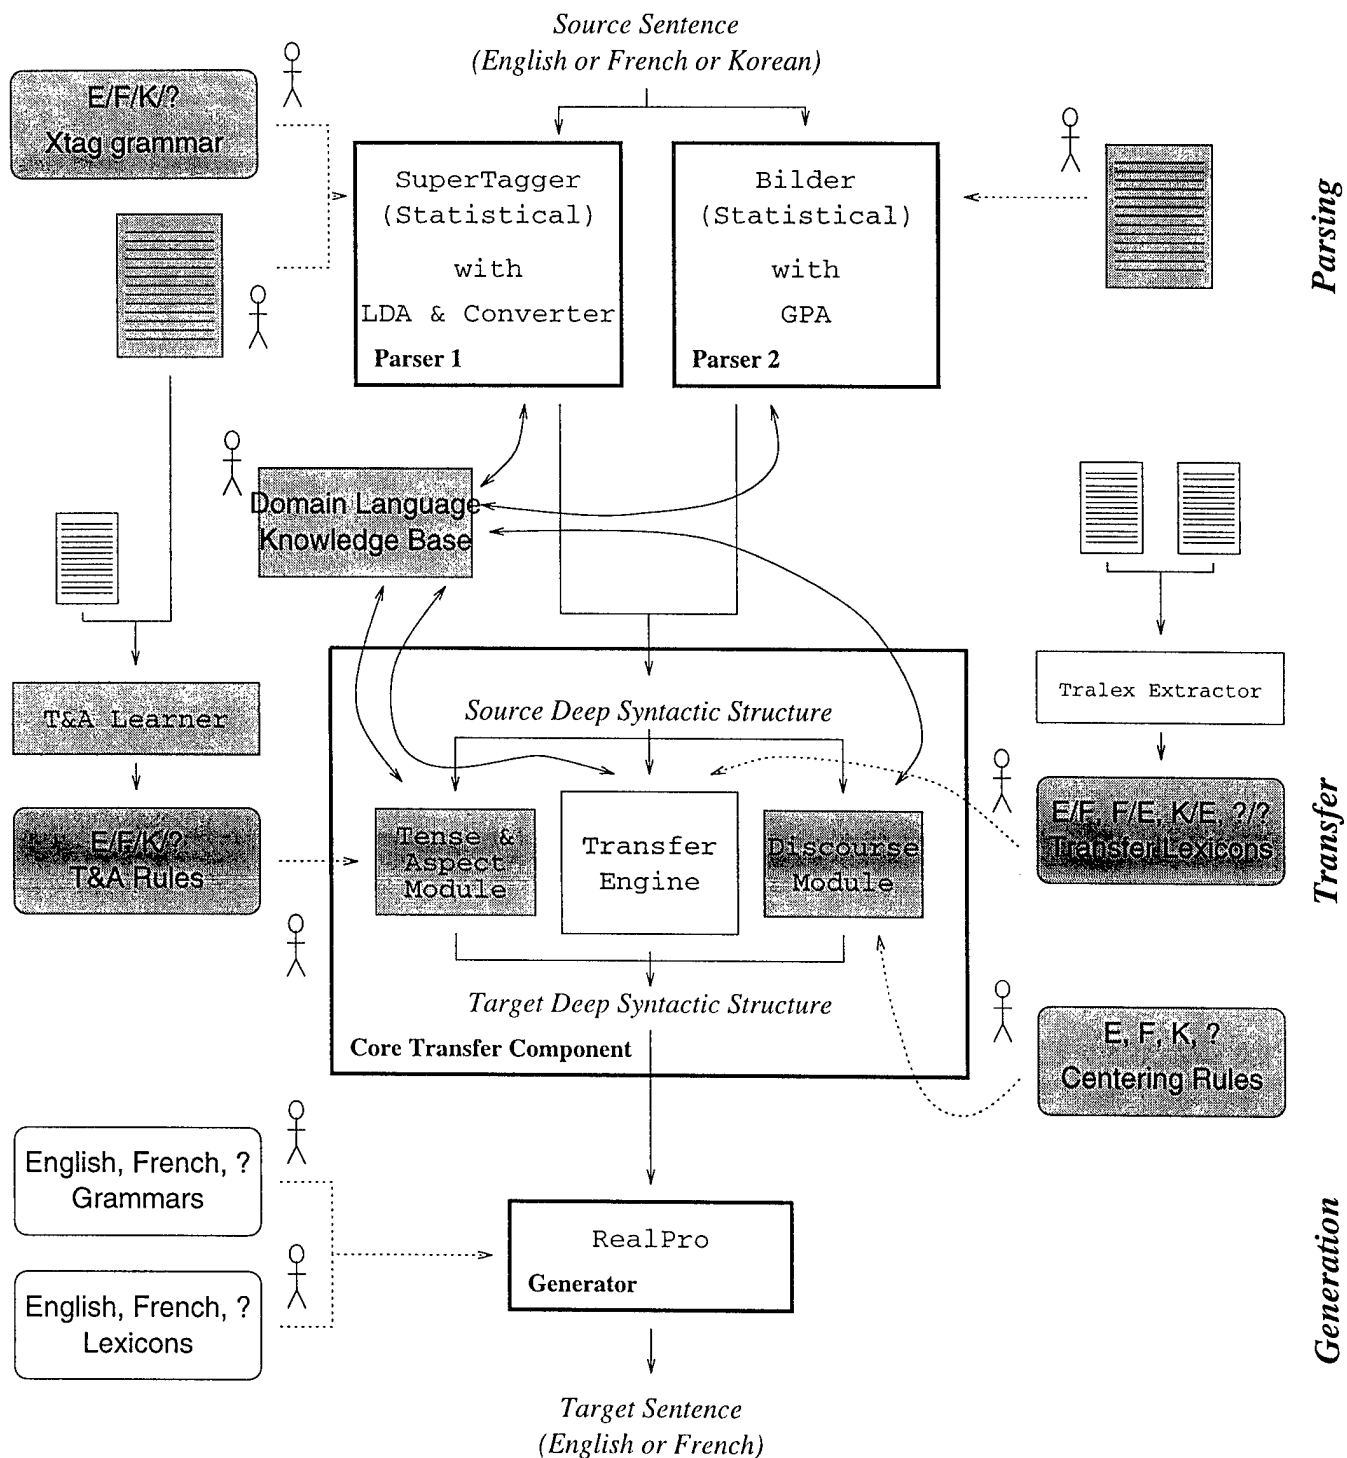 Source Sentence
(English or French or Korean)
E/F/K/?
Xtag grammar
SuperTagger
(Statistical)
with
LDA & Converter
Parser 1
Bilder
(Statistical)
with
GPA
Parser 2
Parsing
Domain Language
Knowledge Base
T&A Learner
E/F/K/?
T&A Rules
Source Deep Syntactic Structure
Tense &
Aspect
Module
Transfer
Engine
Discourse
Module
Target Deep Syntactic Structure
Core Transfer Component
Tralex Extractor
E/F, F/E, K/E, ?/?
Transfer Lexicons
Transfer
E, F, K, ?
Centering Rules
English, French, ?
Grammars
English, French, ?
Lexicons
RealPro
Generator
Generation
Target Sentence
(English or French)